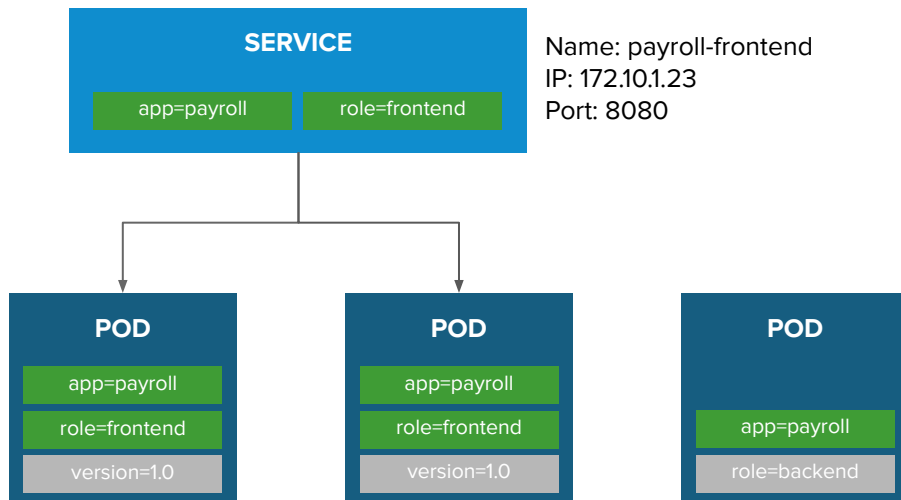 SERVICE
app=payroll
role=frontend
Name: payroll-frontend
IP: 172.10.1.23
Port: 8080
POD
app=payroll
role=frontend
version=1.0
POD
app=payroll
role=frontend
version=1.0
POD
app=payroll
role=backend